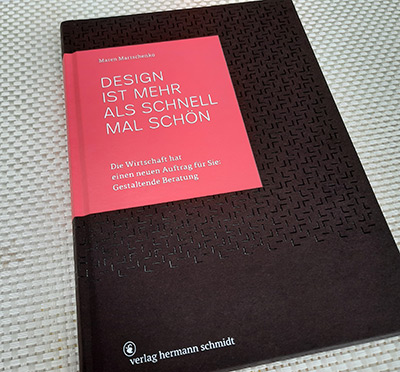 Maren Martschenko
DESIGN
IST MEHR
ALS SCHNELL
MAL SCHÖN
Die Wirtschaft hat
einen neuen Auftrag für Sie:
Gestaltende Beratung
verlag hermann schmidt